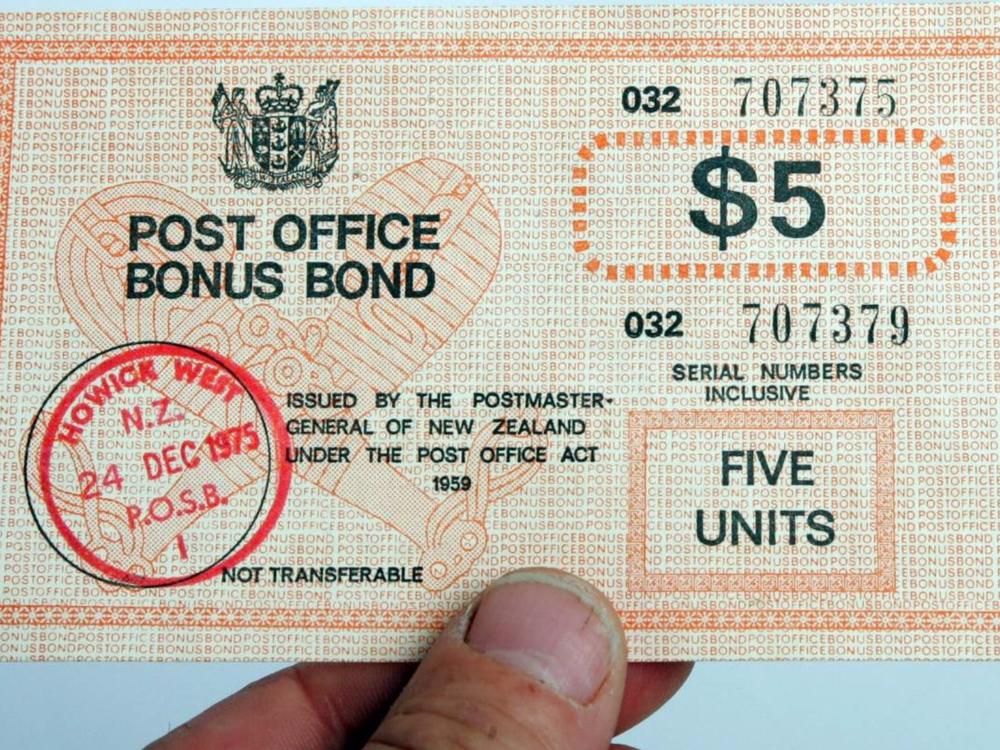 032 707375
$5
POST OFFICE
BONUS BOND
032 707379
SERIAL NUMBERS
INCLUSIVE
HOWICK WEST
N.Z.
24 DEC 1975
P.O.S.B.
1
ISSUED BY THE POSTMASTER-
GENERAL OF NEW ZEALAND
UNDER THE POST OFFICE ACT
1959
FIVE
UNITS
NOT TRANSFERABLE